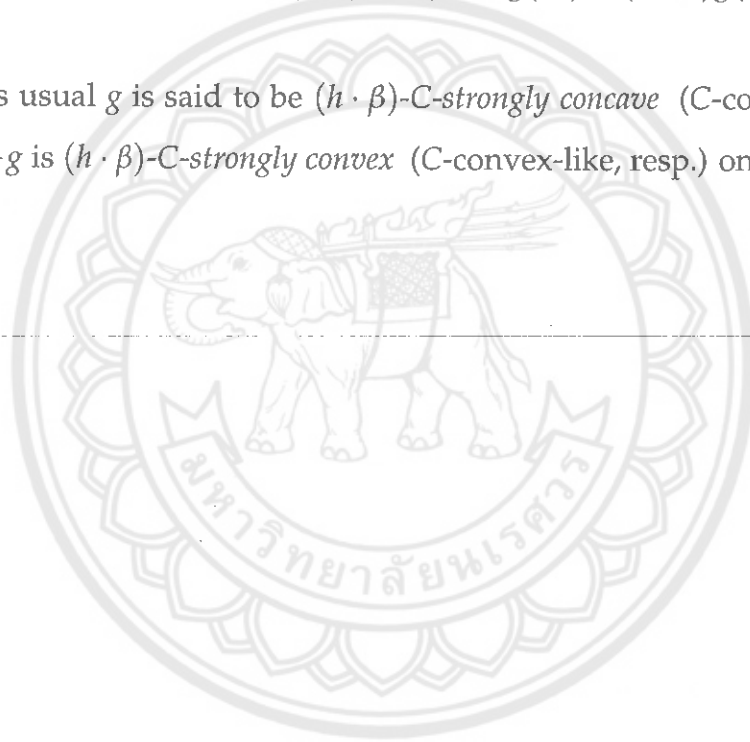 s usual g is said to be (h · β)-C-strongly concave (C-co
g is (h · β)-C-strongly convex (C-convex-like, resp.) on
มหาวิทยาลัยนเรศวร